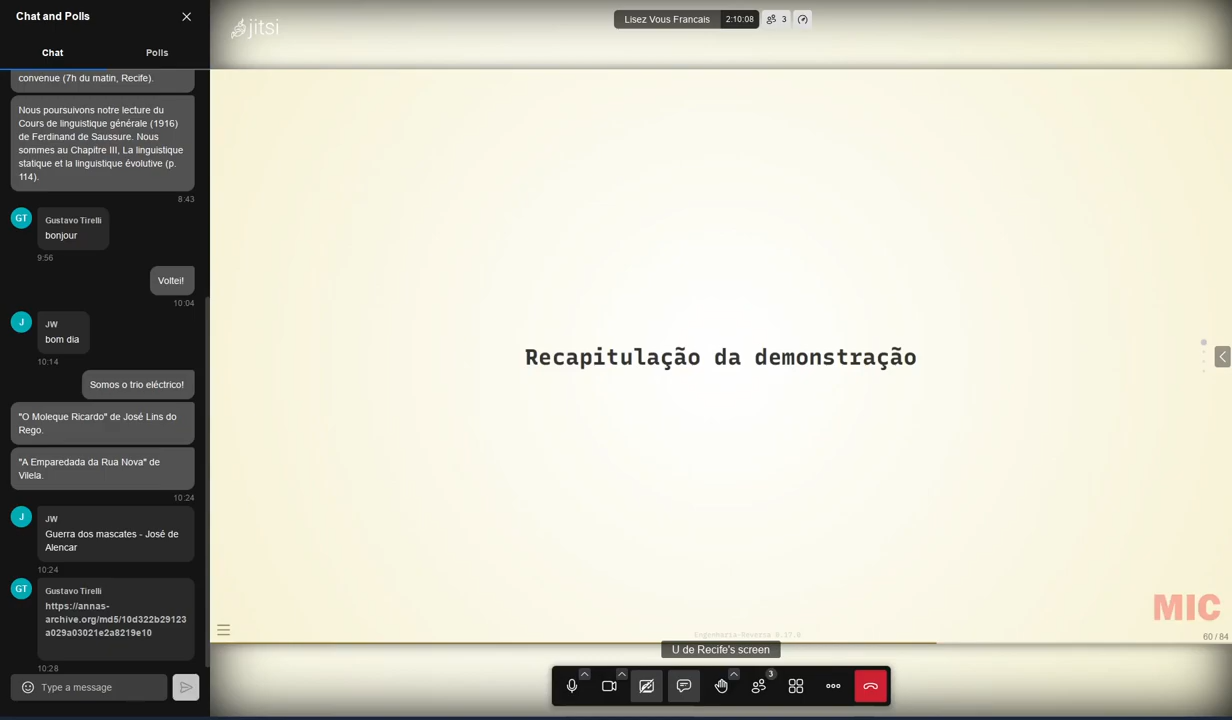 Chat and Polls
Chat
Polls
convenue (7h du matin, Recife).
Nous poursuivons notre lecture du
Cours de linguistique générale (1916)
de Ferdinand de Saussure. Nous
sommes au Chapitre III, La linguistique
statique et la linguistique évolutive (p.
114).
8:43
GT
Gustavo Tirelli
bonjour
9:56
Voltei!
10:04
J
JW
bom dia
10:14
Somos o trio eléctrico!
"O Moleque Ricardo" de José Lins do
Rego.
"A Emparedada da Rua Nova" de
Vilela.
10:24
J
JW
Guerra dos mascates - José de
Alencar
10:24
GT
Gustavo Tirelli
https://annas-
archive.org/md5/10d322b29123
a029a03021e2a8219e10
10:28
Type a message
jitsi
Lisez Vous Francais
2:10:08
3
Recapitulação da demonstração
MIC
60 / 84
Engenharia-Reversa 0.17.0
U de Recife's screen
3